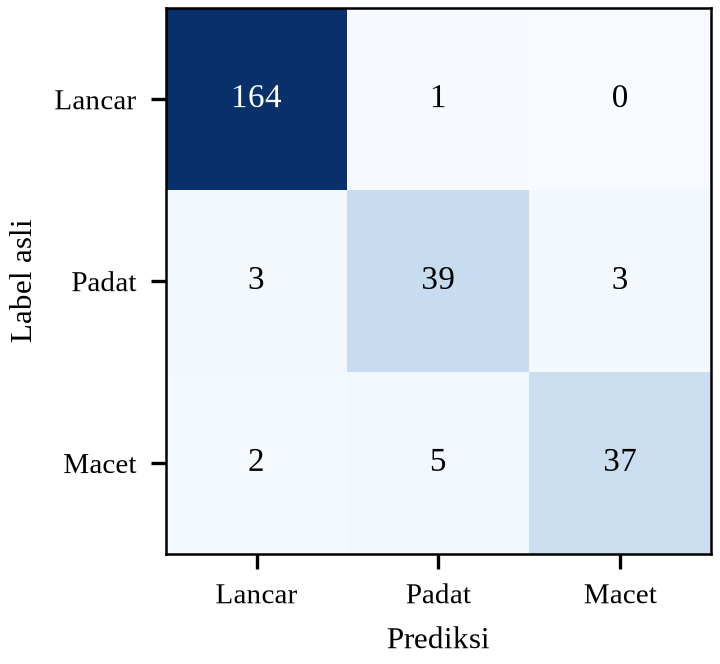 Lancar 164 1 0
Padat 3 39 3
Macet 2 5 37
Lancar Padat Macet
Prediksi
Label asli